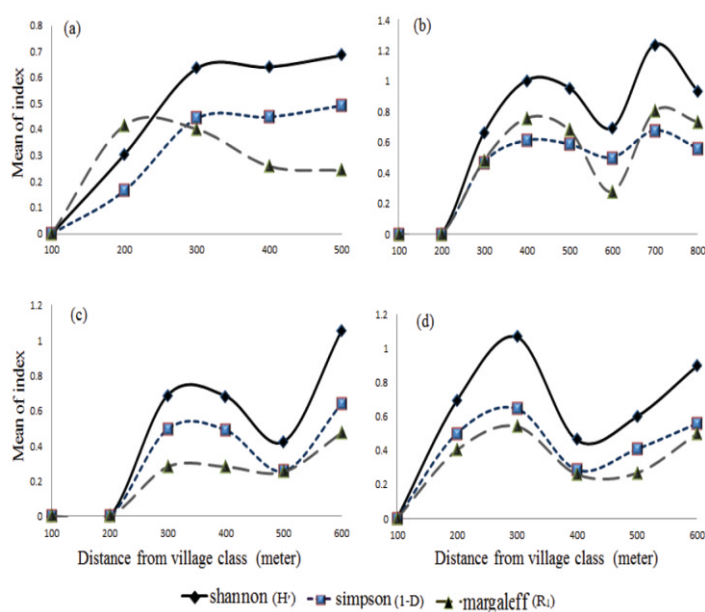 (a)
Mean of index
0.8
0.7
0.6
0.5
0.4
0.3
0.2
0.1
0
100 200 300 400 500
(b)
1.4
1.2
1
0.8
0.6
0.4
0.2
0
100 200 300 400 500 600 700 800
(c)
Mean of index
1.2
1
0.8
0.6
0.4
0.2
0
100 200 300 400 500 600
Distance from village class (meter)
(d)
1.2
1
0.8
0.6
0.4
0.2
0
100 200 300 400 500 600
Distance from village class (meter)
shannon (H') simpson (1-D) margaleff (R1)